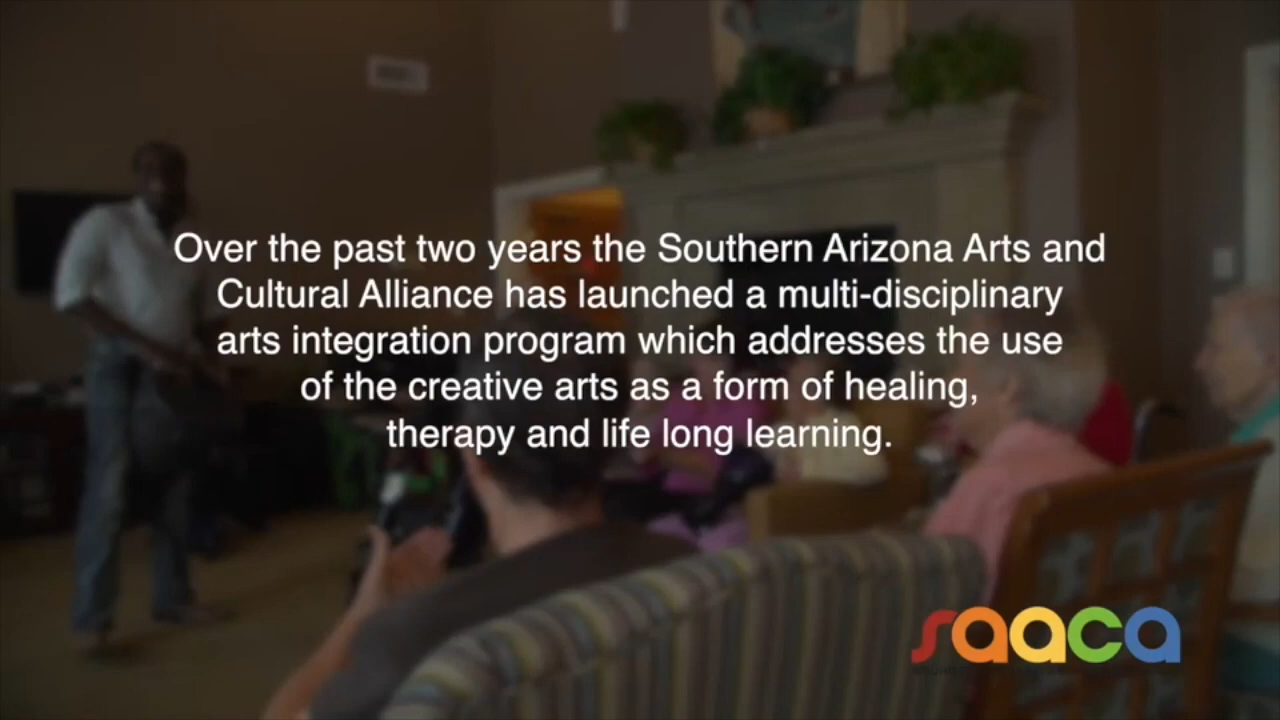 Over the past two years the Southern Arizona Arts and
Cultural Alliance has launched a multi-disciplinary
arts integration program which addresses the use
of the creative arts as a form of healing,
therapy and life long learning.
saaca